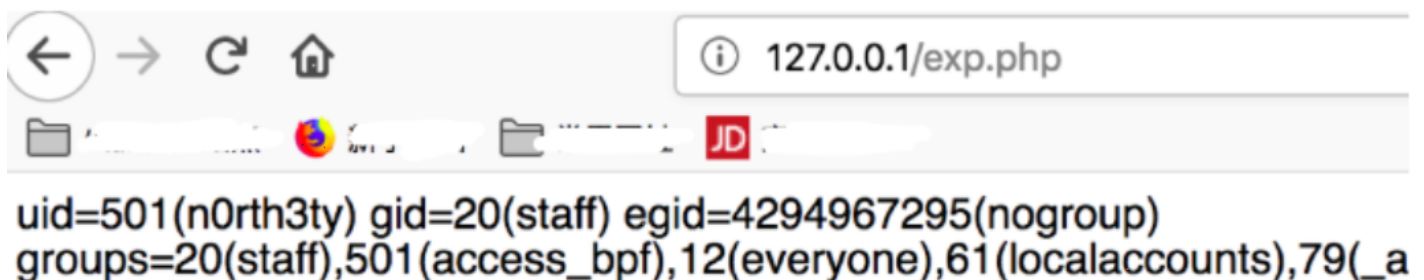 127.0.0.1/exp.php
JD
uid=501(n0rth3ty) gid=20(staff) egid=4294967295(nogroup)
groups=20(staff),501(access_bpf),12(everyone),61(localaccounts),79(_a